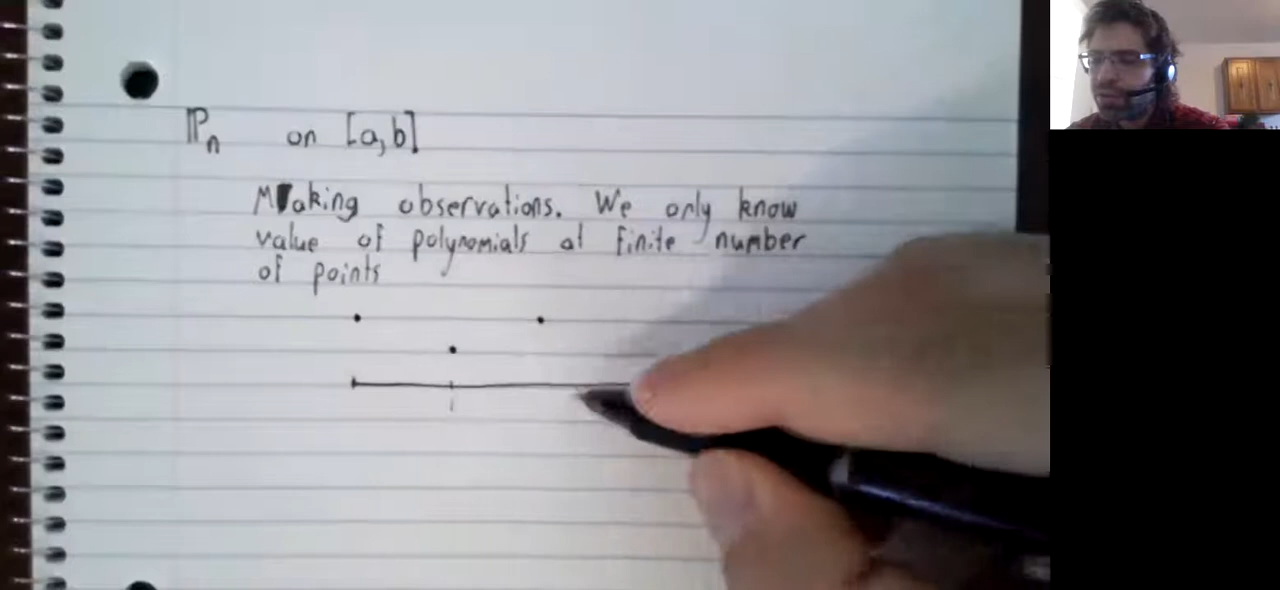 ℙn on [a,b]
Making observations. We only know
value of polynomials at finite number
of points